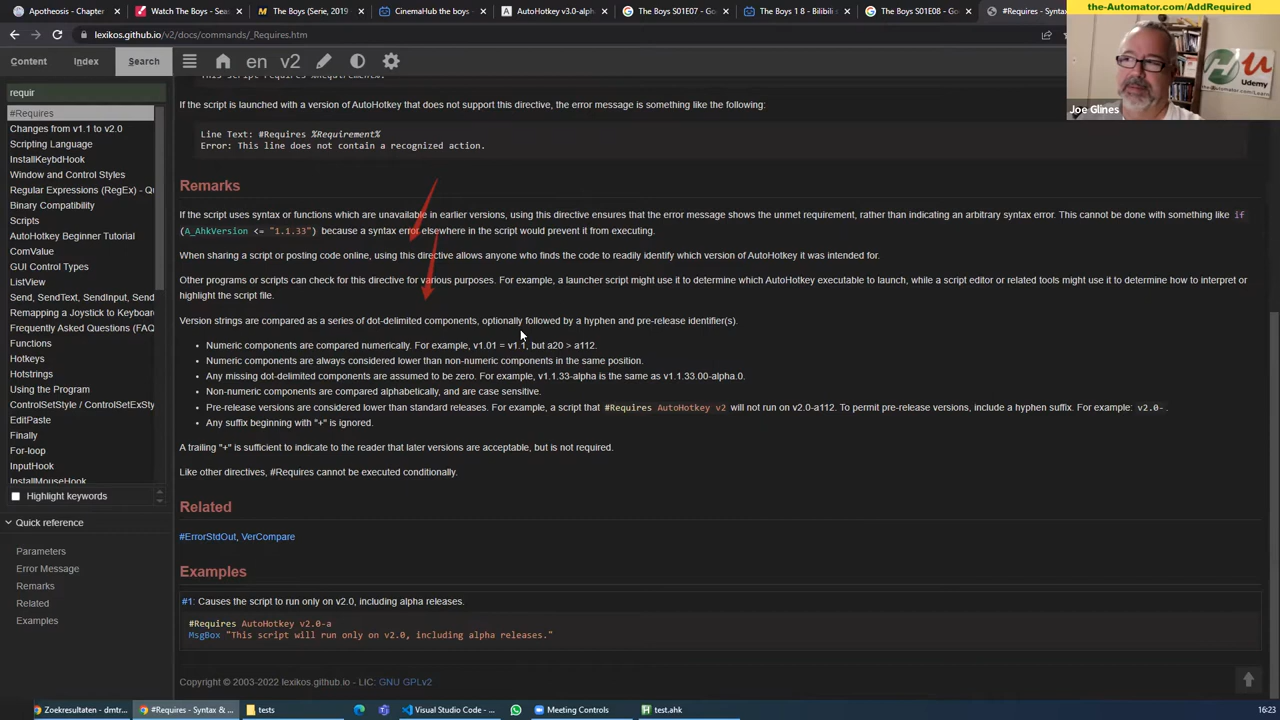 Apotheosis - Chapter
Watch The Boys - Seas
The Boys (Serie, 2019
CinemaHub the boys
AutoHotkey v3.0-alph
The Boys S01E07 - Go
The Boys 1-8 - Bilibili
The Boys S01E08 - Go
#Requires - Syntax
the-Automator.com/AddRequired
lexikos.github.io/v2/docs/commands/_Requires.htm
Udemy
Joe Glines
Content
Index
Search
en
v2
requir
#Requires
Changes from v1.1 to v2.0
Scripting Language
InstallKeybdHook
Window and Control Styles
Regular Expressions (RegEx) - Qu
Binary Compatibility
Scripts
AutoHotkey Beginner Tutorial
ComValue
GUI Control Types
ListView
Send, SendText, SendInput, Send
Remapping a Joystick to Keyboard
Frequently Asked Questions (FAQ)
Functions
Hotkeys
Hotstrings
Using the Program
ControlSetStyle / ControlSetExSty
EditPaste
Finally
For-loop
InputHook
InstallMouseHook
Highlight keywords
Quick reference
Parameters
Error Message
Remarks
Related
Examples
This script requires %Requirement%.
If the script is launched with a version of AutoHotkey that does not support this directive, the error message is something like the following:
Line Text: #Requires %Requirement%
Error: This line does not contain a recognized action.
Remarks
If the script uses syntax or functions which are unavailable in earlier versions, using this directive ensures that the error message shows the unmet requirement, rather than indicating an arbitrary syntax error. This cannot be done with something like if
(A_AhkVersion <= "1.1.33") because a syntax error elsewhere in the script would prevent it from executing.
When sharing a script or posting code online, using this directive allows anyone who finds the code to readily identify which version of AutoHotkey it was intended for.
Other programs or scripts can check for this directive for various purposes. For example, a launcher script might use it to determine which AutoHotkey executable to launch, while a script editor or related tools might use it to determine how to interpret or
highlight the script file.
Version strings are compared as a series of dot-delimited components, optionally followed by a hyphen and pre-release identifier(s).
• Numeric components are compared numerically. For example, v1.01 = v1.1, but a20 > a112.
• Numeric components are always considered lower than non-numeric components in the same position.
• Any missing dot-delimited components are assumed to be zero. For example, v1.1.33-alpha is the same as v1.1.33.00-alpha.0.
• Non-numeric components are compared alphabetically, and are case sensitive.
• Pre-release versions are considered lower than standard releases. For example, a script that #Requires AutoHotkey v2 will not run on v2.0-a112. To permit pre-release versions, include a hyphen suffix. For example: v2.0-.
• Any suffix beginning with "+" is ignored.
A trailing "+" is sufficient to indicate to the reader that later versions are acceptable, but is not required.
Like other directives, #Requires cannot be executed conditionally.
Related
#ErrorStdOut, VerCompare
Examples
#1: Causes the script to run only on v2.0, including alpha releases.
#Requires AutoHotkey v2.0-a
MsgBox "This script will run only on v2.0, including alpha releases."
Copyright © 2003-2022 lexikos.github.io - LIC: GNU GPLv2
Zoekresultaten - dmtr...
#Requires - Syntax & ...
tests
Visual Studio Code - ...
Meeting Controls
test.ahk
16:23